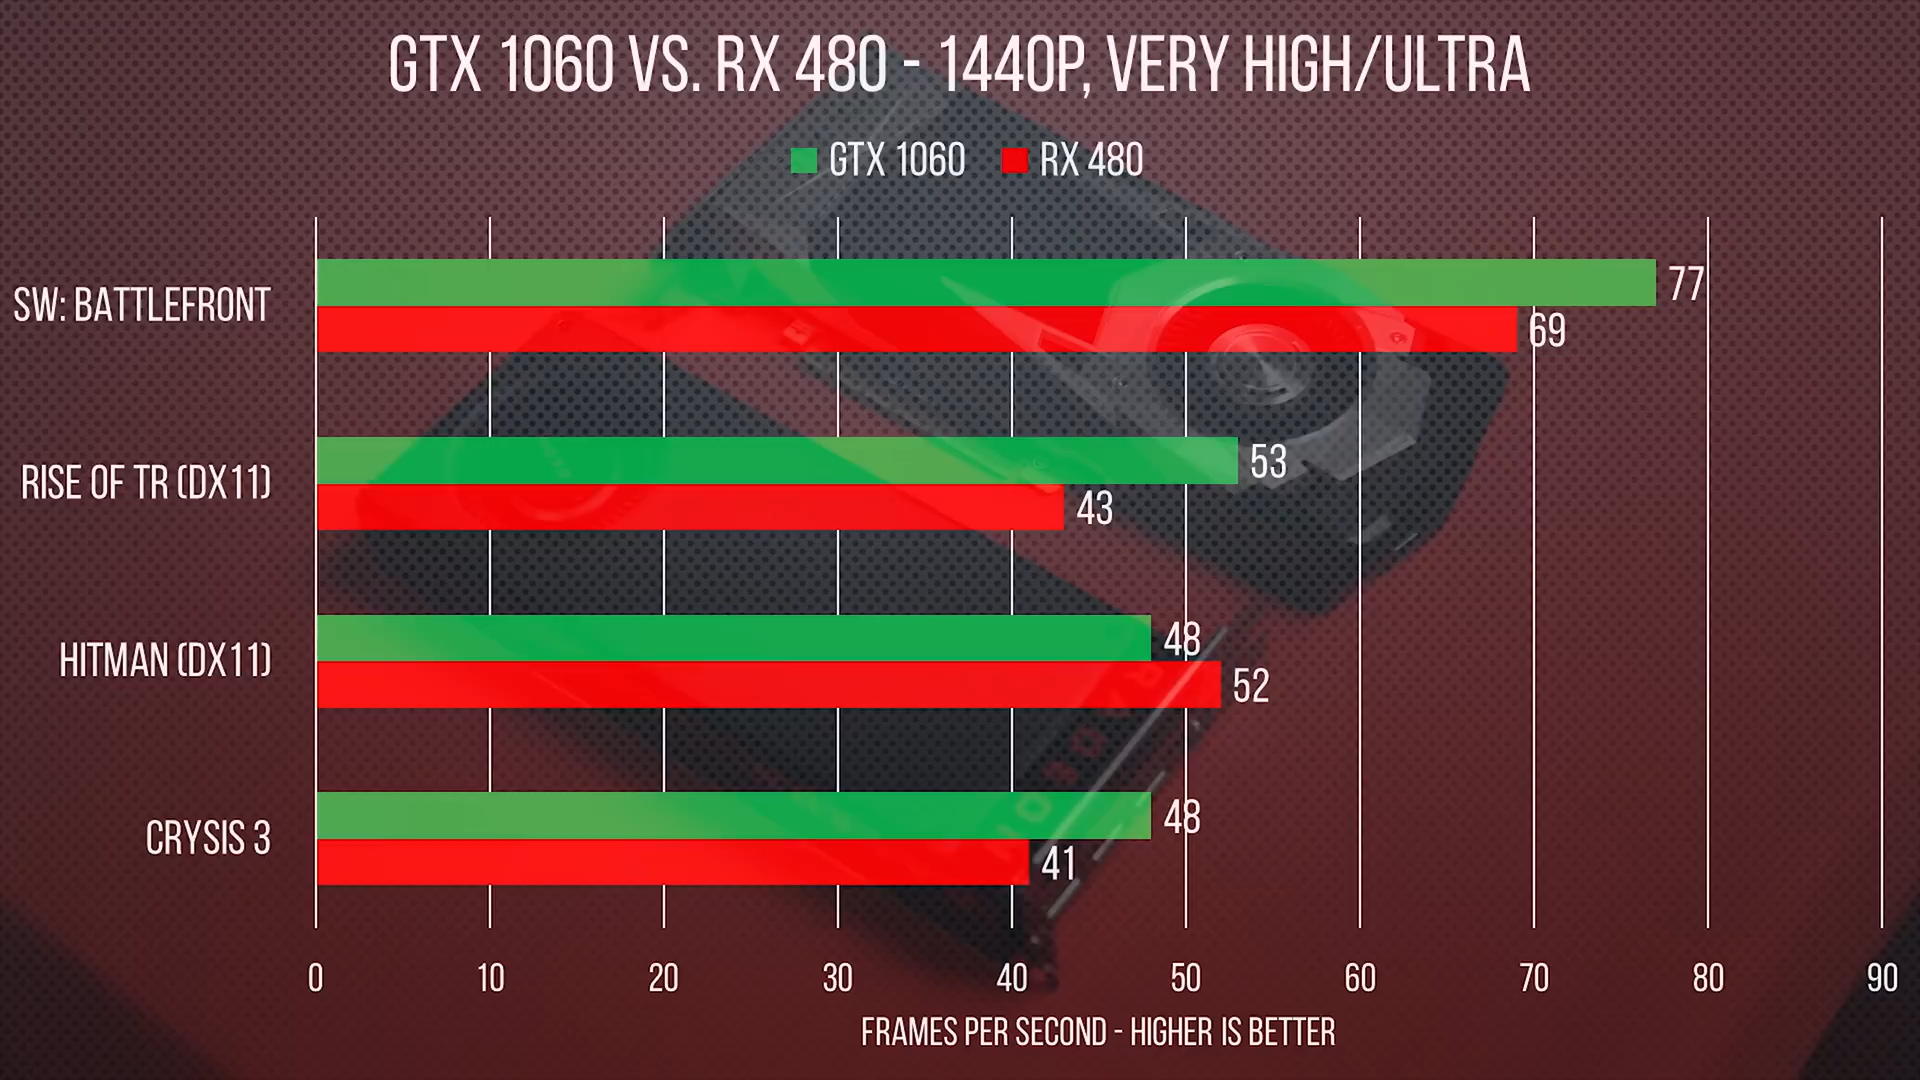 GTX 1060 VS. RX 480 - 1440P, VERY HIGH/ULTRA
GTX 1060 RX 480
SW: BATTLEFRONT
77
69
RISE OF TR (DX11)
53
43
HITMAN (DX11)
48
52
CRYSIS 3
48
41
0 10 20 30 40 50 60 70 80 90
FRAMES PER SECOND - HIGHER IS BETTER